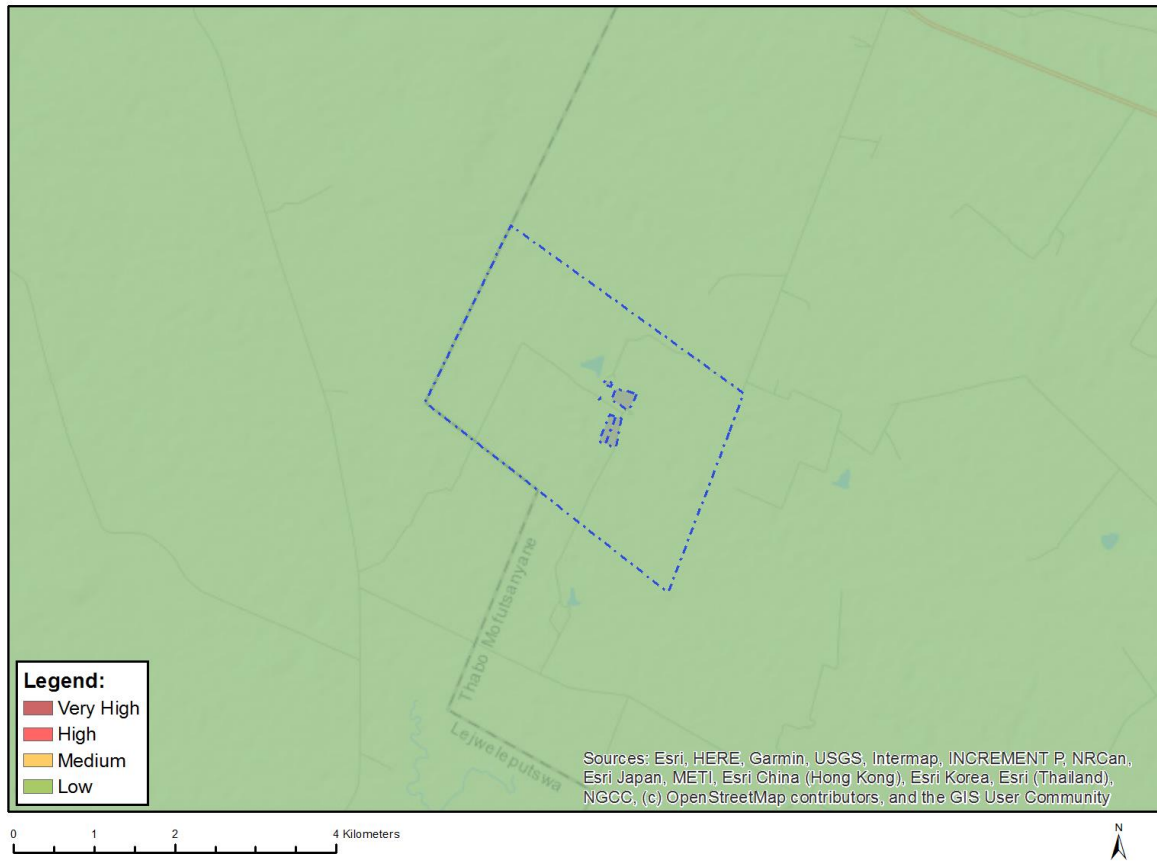 Thabo Mofutsanyane
Lejweleputswa
Legend:
Very High
High
Medium
Low
Sources: Esri, HERE, Garmin, USGS, Intermap, INCREMENT P, NRCan,
Esri Japan, METI, Esri China (Hong Kong), Esri Korea, Esri (Thailand),
NGCC, (c) OpenStreetMap contributors, and the GIS User Community
0 1 2 4 Kilometers
N